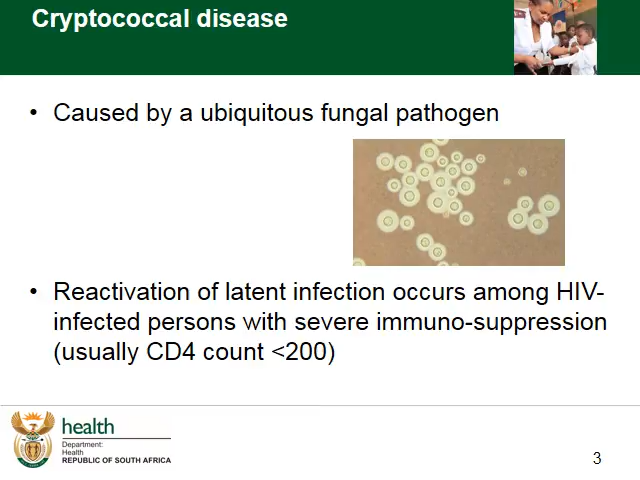 Cryptococcal disease
• Caused by a ubiquitous fungal pathogen
• Reactivation of latent infection occurs among HIV-
infected persons with severe immuno-suppression
(usually CD4 count <200)
health
Department:
Health
REPUBLIC OF SOUTH AFRICA
3